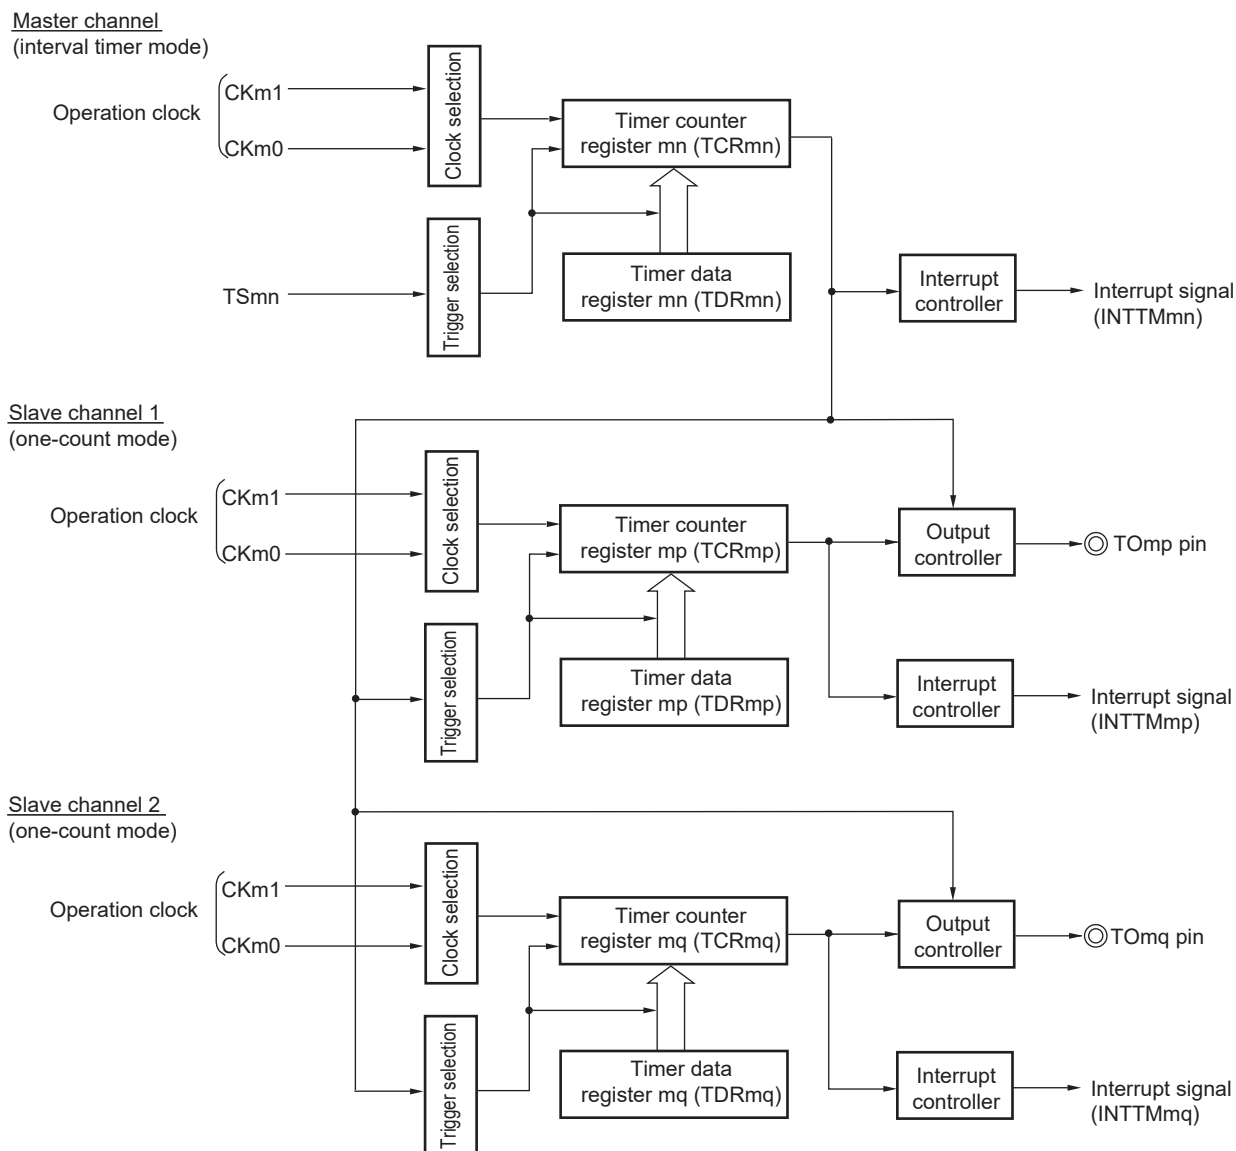 Master channel
(interval timer mode)
Operation clock
CKm1
CKm0
Clock selection
Timer counter
register mn (TCRmn)
TSmn
Trigger selection
Timer data
register mn (TDRmn)
Interrupt
controller
Interrupt signal
(INTTMmn)
Slave channel 1
(one-count mode)
Operation clock
CKm1
CKm0
Clock selection
Timer counter
register mp (TCRmp)
Output
controller
TOmp pin
Trigger selection
Timer data
register mp (TDRmp)
Interrupt
controller
Interrupt signal
(INTTMmp)
Slave channel 2
(one-count mode)
Operation clock
CKm1
CKm0
Clock selection
Timer counter
register mq (TCRmq)
Output
controller
TOmq pin
Trigger selection
Timer data
register mq (TDRmq)
Interrupt
controller
Interrupt signal
(INTTMmq)